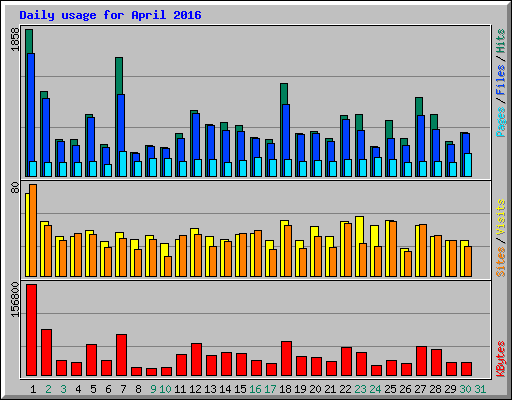 Daily usage for April 2016
1858
Pages / Files / Hits
80
Sites / Visits
156800
KBytes
1 2 3 4 5 6 7 8 9 10 11 12 13 14 15 16 17 18 19 20 21 22 23 24 25 26 27 28 29 30 31